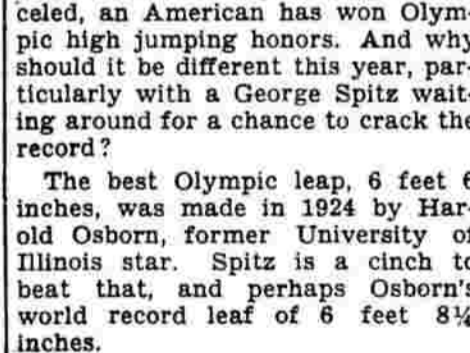 celed, an American has won Olym-
pic high jumping honors. And why
should it be different this year, par-
ticularly with a George Spitz wait-
ing around for a chance to crack the
record?
The best Olympic leap, 6 feet 6
inches, was made in 1924 by Har-
old Osborn, former University of
Illinois star. Spitz is a cinch to
beat that, and perhaps Osborn's
world record leaf of 6 feet 8¼
inches.